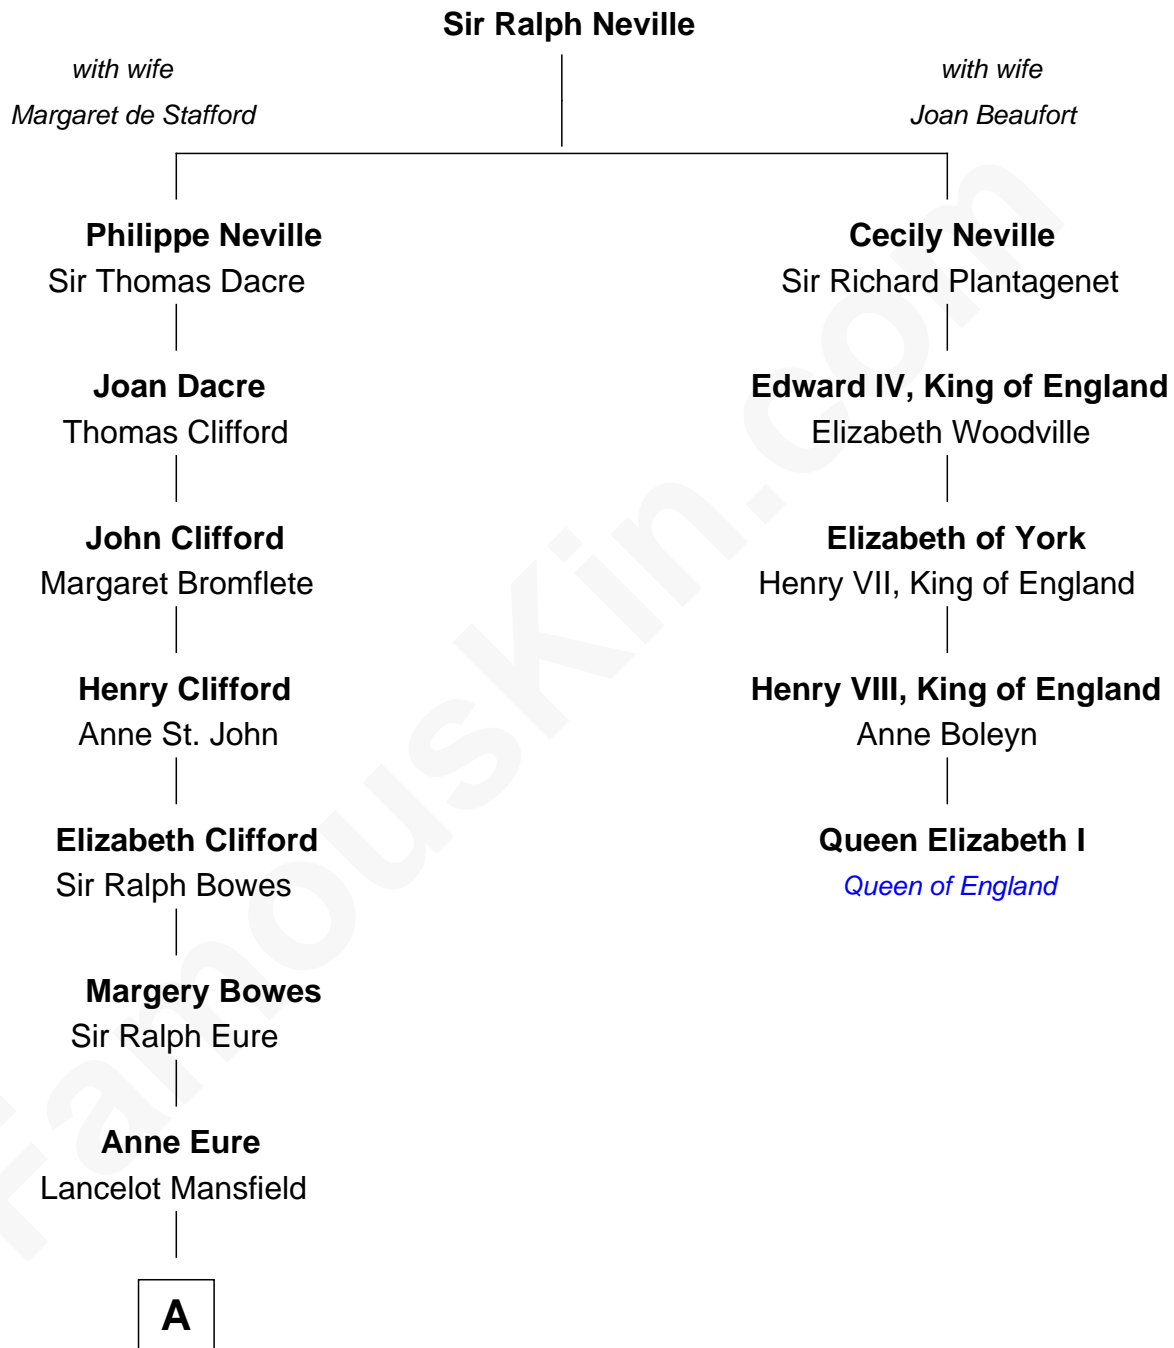 Sir Ralph Neville
with wife
Margaret de Stafford
with wife
Joan Beaufort
Philippe Neville
Sir Thomas Dacre
Cecily Neville
Sir Richard Plantagenet
Joan Dacre
Thomas Clifford
Edward IV, King of England
Elizabeth Woodville
John Clifford
Margaret Bromflete
Elizabeth of York
Henry VII, King of England
Henry Clifford
Anne St. John
Henry VIII, King of England
Anne Boleyn
Elizabeth Clifford
Sir Ralph Bowes
Queen Elizabeth I
Queen of England
Margery Bowes
Sir Ralph Eure
Anne Eure
Lancelot Mansfield
A
FamousKin.com